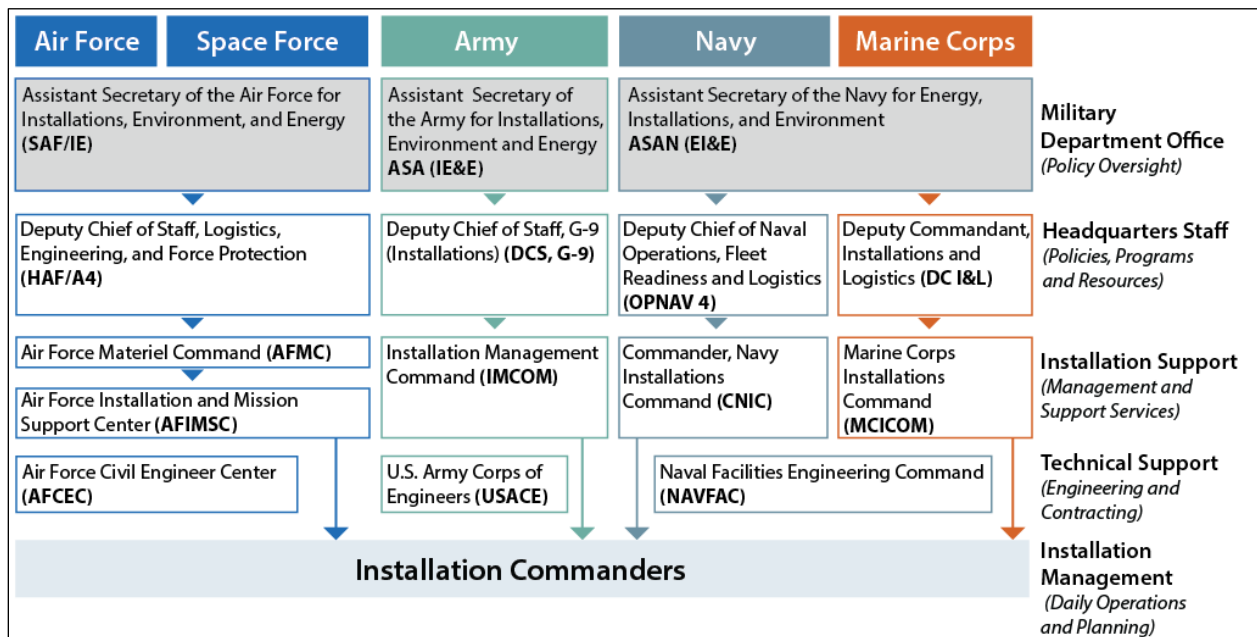 Air Force
Space Force
Army
Navy
Marine Corps
Assistant Secretary of the Air Force for
Installations, Environment, and Energy
(SAF/IE)
Assistant Secretary of
the Army for Installations,
Environment and Energy
ASA (IE&E)
Assistant Secretary of the Navy for Energy,
Installations, and Environment
ASAN (EI&E)
Military
Department Office
(Policy Oversight)
Deputy Chief of Staff, Logistics,
Engineering, and Force Protection
(HAF/A4)
Deputy Chief of Staff, G-9
(Installations) (DCS, G-9)
Deputy Chief of Naval
Operations, Fleet
Readiness and Logistics
(OPNAV 4)
Deputy Commandant,
Installations and
Logistics (DC I&L)
Headquarters Staff
(Policies, Programs
and Resources)
Air Force Materiel Command (AFMC)
Air Force Installation and Mission
Support Center (AFIMSC)
Installation Management
Command (IMCOM)
Commander, Navy
Installations
Command (CNIC)
Marine Corps
Installations
Command
(MCICOM)
Installation Support
(Management and
Support Services)
Air Force Civil Engineer Center
(AFCEC)
U.S. Army Corps of
Engineers (USACE)
Naval Facilities Engineering Command
(NAVFAC)
Technical Support
(Engineering and
Contracting)
Installation Commanders
Installation
Management
(Daily Operations
and Planning)